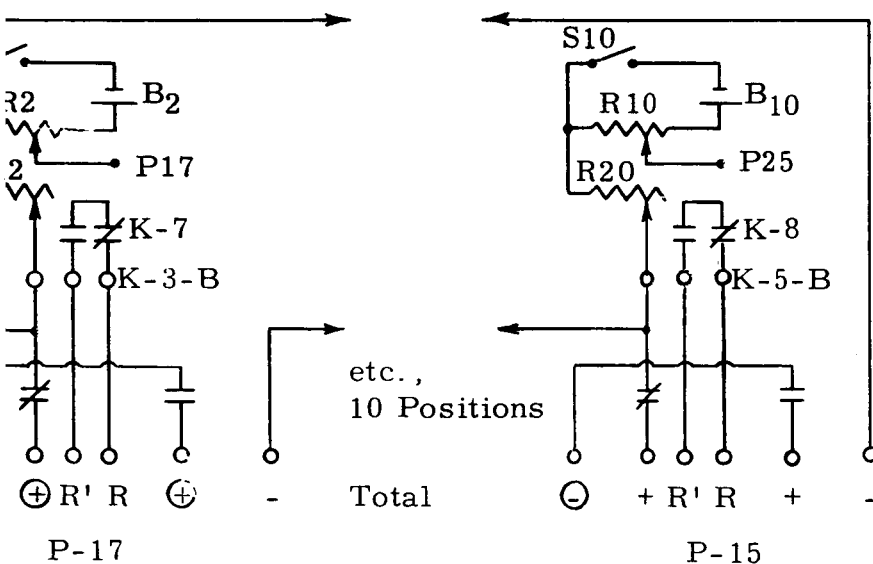 S10
B2
R2
R10
B10
P17
P25
2
R20
K-7
K-8
K-3-B
K-5-B
etc.,
10 Positions
⊕ R' R ⊕ - Total ⊖ + R' R + -
P-17 P-15